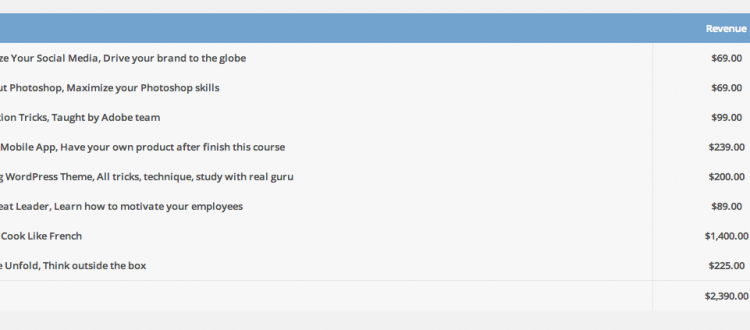 Revenue
ze Your Social Media, Drive your brand to the globe $69.00
ut Photoshop, Maximize your Photoshop skills $69.00
ion Tricks, Taught by Adobe team $99.00
Mobile App, Have your own product after finish this course $239.00
g WordPress Theme, All tricks, technique, study with real guru $200.00
eat Leader, Learn how to motivate your employees $89.00
Cook Like French $1,400.00
e Unfold, Think outside the box $225.00
$2,390.00